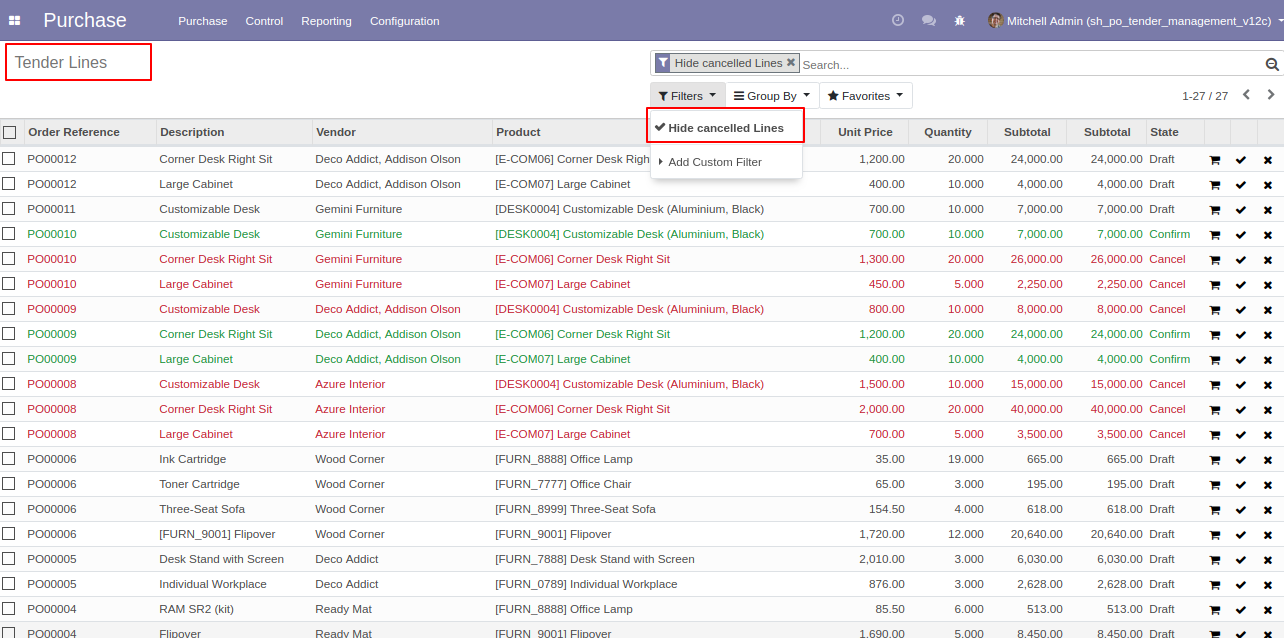 Purchase Purchase Control Reporting Configuration Mitchell Admin (sh_po_tender_management_v12c)
Tender Lines
Hide cancelled Lines Search...
Filters Group By Favorites 1-27 / 27
Hide cancelled Lines
Add Custom Filter
Order Reference Description Vendor Product Unit Price Quantity Subtotal Subtotal State
PO00012 Corner Desk Right Sit Deco Addict, Addison Olson [E-COM06] Corner Desk Righ 1,200.00 20.000 24,000.00 24,000.00 Draft
PO00012 Large Cabinet Deco Addict, Addison Olson [E-COM07] Large Cabinet 400.00 10.000 4,000.00 4,000.00 Draft
PO00011 Customizable Desk Gemini Furniture [DESK0004] Customizable Desk (Aluminium, Black) 700.00 10.000 7,000.00 7,000.00 Draft
PO00010 Customizable Desk Gemini Furniture [DESK0004] Customizable Desk (Aluminium, Black) 700.00 10.000 7,000.00 7,000.00 Confirm
PO00010 Corner Desk Right Sit Gemini Furniture [E-COM06] Corner Desk Right Sit 1,300.00 20.000 26,000.00 26,000.00 Cancel
PO00010 Large Cabinet Gemini Furniture [E-COM07] Large Cabinet 450.00 5.000 2,250.00 2,250.00 Cancel
PO00009 Customizable Desk Deco Addict, Addison Olson [DESK0004] Customizable Desk (Aluminium, Black) 800.00 10.000 8,000.00 8,000.00 Cancel
PO00009 Corner Desk Right Sit Deco Addict, Addison Olson [E-COM06] Corner Desk Right Sit 1,200.00 20.000 24,000.00 24,000.00 Confirm
PO00009 Large Cabinet Deco Addict, Addison Olson [E-COM07] Large Cabinet 400.00 10.000 4,000.00 4,000.00 Confirm
PO00008 Customizable Desk Azure Interior [DESK0004] Customizable Desk (Aluminium, Black) 1,500.00 10.000 15,000.00 15,000.00 Cancel
PO00008 Corner Desk Right Sit Azure Interior [E-COM06] Corner Desk Right Sit 2,000.00 20.000 40,000.00 40,000.00 Cancel
PO00008 Large Cabinet Azure Interior [E-COM07] Large Cabinet 700.00 5.000 3,500.00 3,500.00 Cancel
PO00006 Ink Cartridge Wood Corner [FURN_8888] Office Lamp 35.00 19.000 665.00 665.00 Draft
PO00006 Toner Cartridge Wood Corner [FURN_7777] Office Chair 65.00 3.000 195.00 195.00 Draft
PO00006 Three-Seat Sofa Wood Corner [FURN_8999] Three-Seat Sofa 154.50 4.000 618.00 618.00 Draft
PO00006 [FURN_9001] Flipover Wood Corner [FURN_9001] Flipover 1,720.00 12.000 20,640.00 20,640.00 Draft
PO00005 Desk Stand with Screen Deco Addict [FURN_7888] Desk Stand with Screen 2,010.00 3.000 6,030.00 6,030.00 Draft
PO00005 Individual Workplace Deco Addict [FURN_0789] Individual Workplace 876.00 3.000 2,628.00 2,628.00 Draft
PO00004 RAM SR2 (kit) Ready Mat [FURN_8888] Office Lamp 85.50 6.000 513.00 513.00 Draft
PO00004 Flipover Ready Mat [FURN_9001] Flipover 1,690.00 5.000 8,450.00 8,450.00 Draft